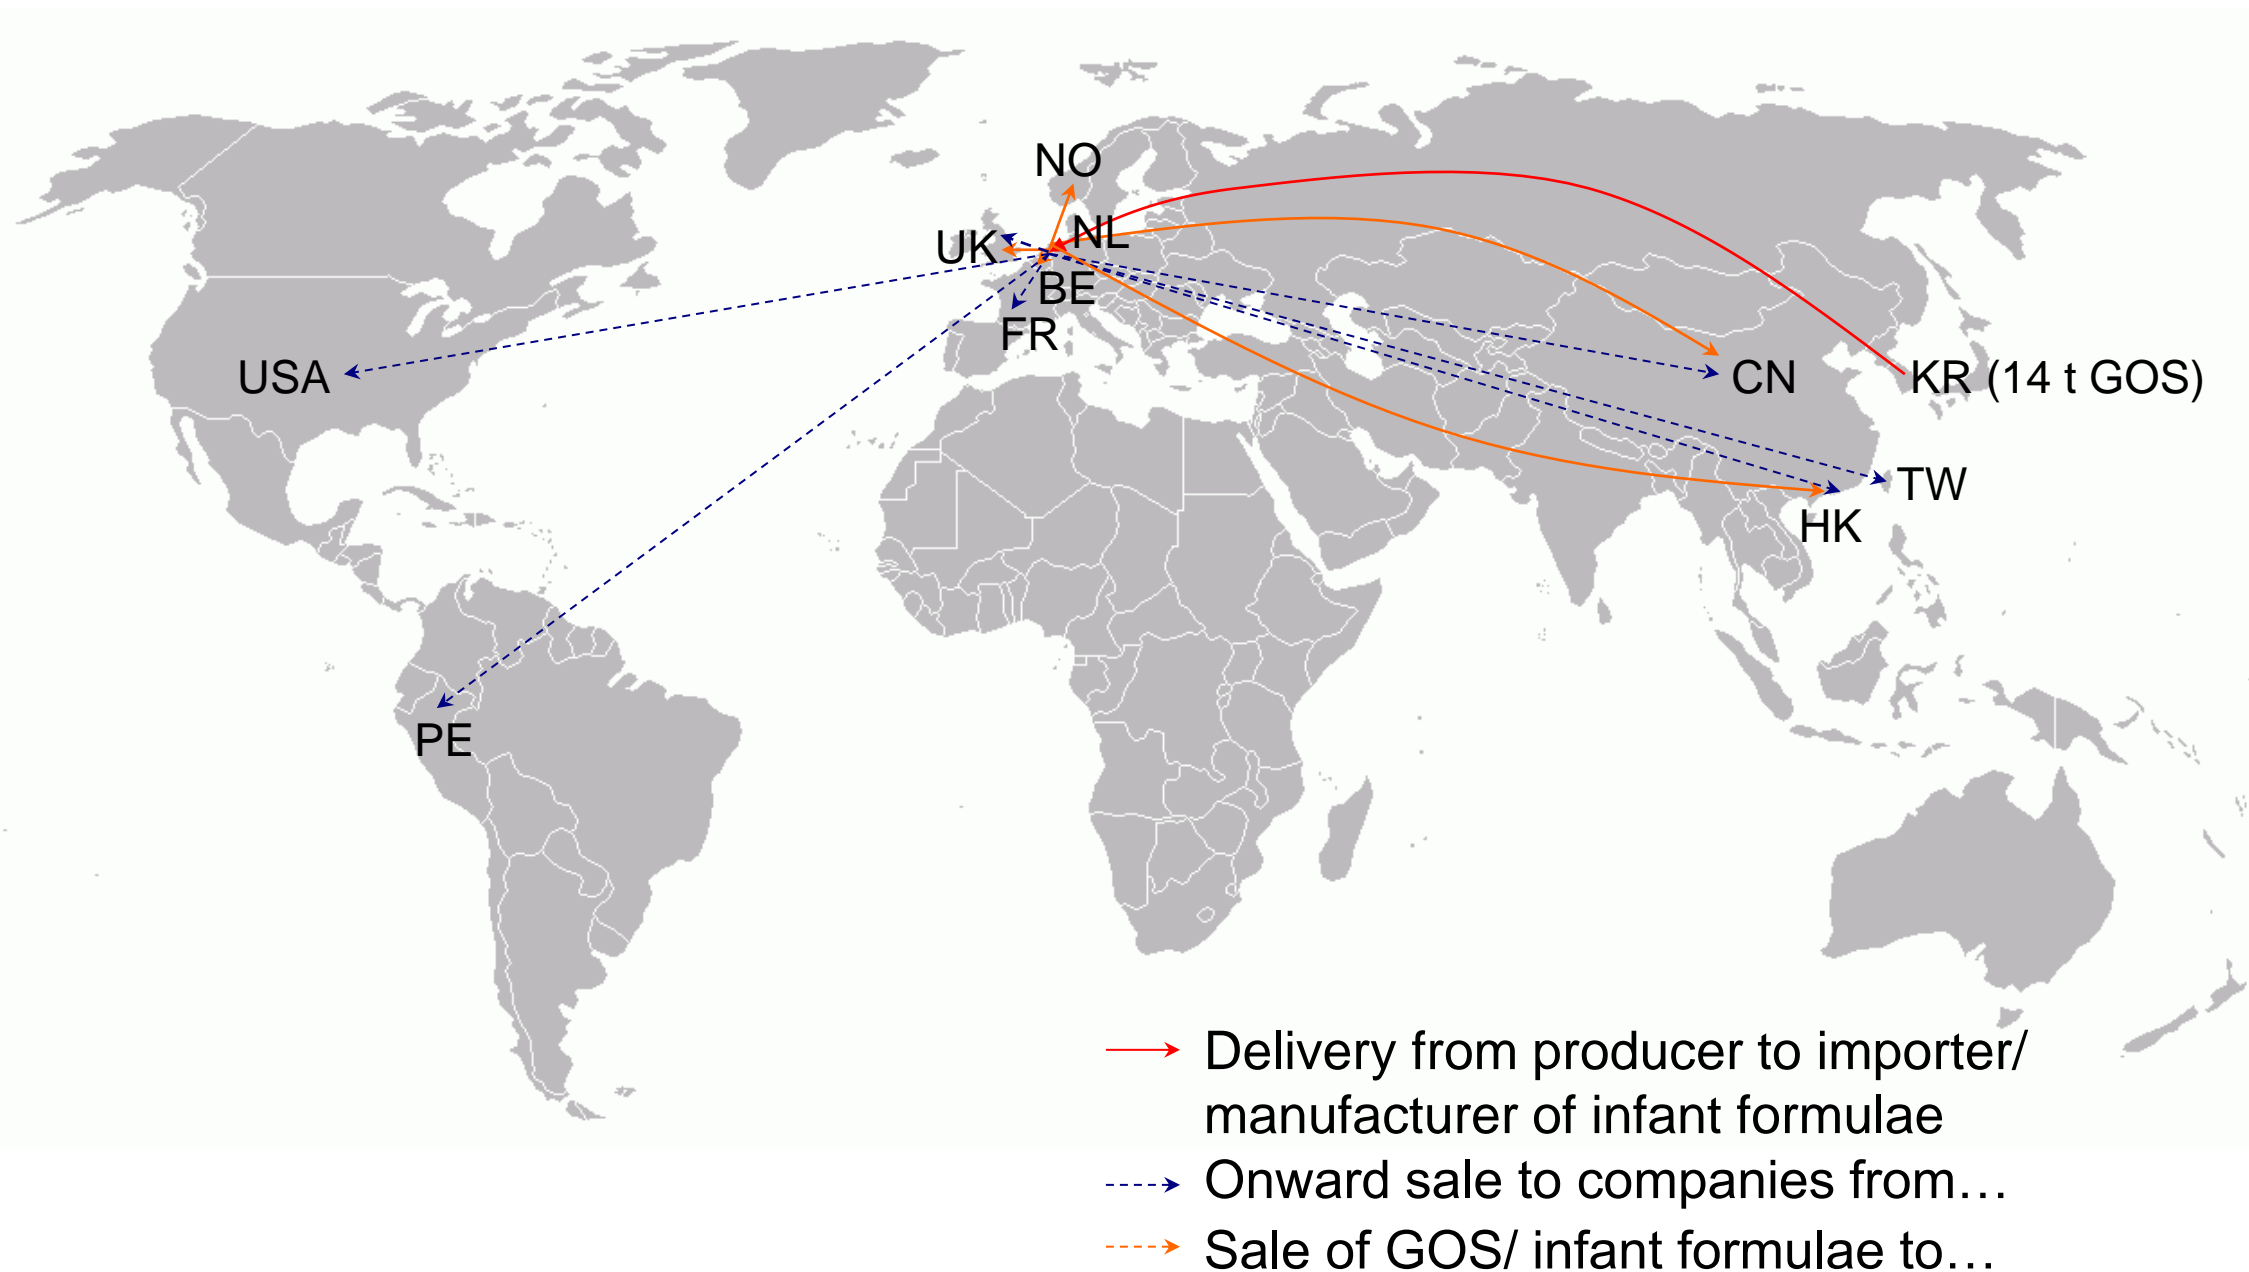 NO
NL
UK
BE
FR
USA
CN
KR (14 t GOS)
TW
HK
PE
Delivery from producer to importer/
manufacturer of infant formulae
Onward sale to companies from…
Sale of GOS/ infant formulae to…